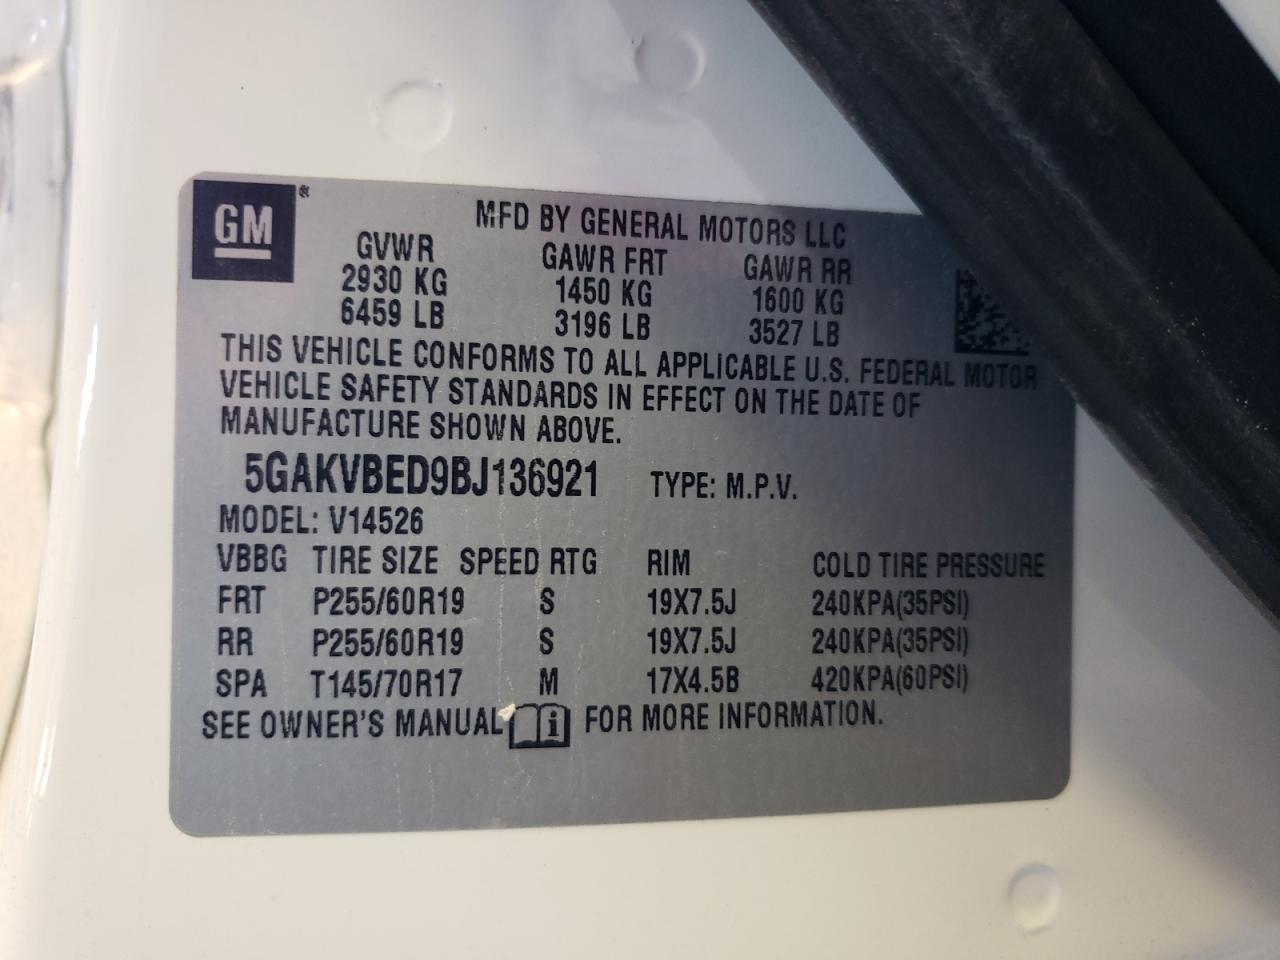 GM®
MFD BY GENERAL MOTORS LLC
GVWR GAWR FRT GAWR RR
2930 KG 1450 KG 1600 KG
6459 LB 3196 LB 3527 LB
THIS VEHICLE CONFORMS TO ALL APPLICABLE U.S. FEDERAL MOTOR
VEHICLE SAFETY STANDARDS IN EFFECT ON THE DATE OF
MANUFACTURE SHOWN ABOVE.
5GAKVBED9BJ136921 TYPE: M.P.V.
MODEL: V14526
VBBG TIRE SIZE SPEED RTG RIM COLD TIRE PRESSURE
FRT P255/60R19 S 19X7.5J 240KPA(35PSI)
RR P255/60R19 S 19X7.5J 240KPA(35PSI)
SPA T145/70R17 M 17X4.5B 420KPA(60PSI)
SEE OWNER'S MANUAL i FOR MORE INFORMATION.